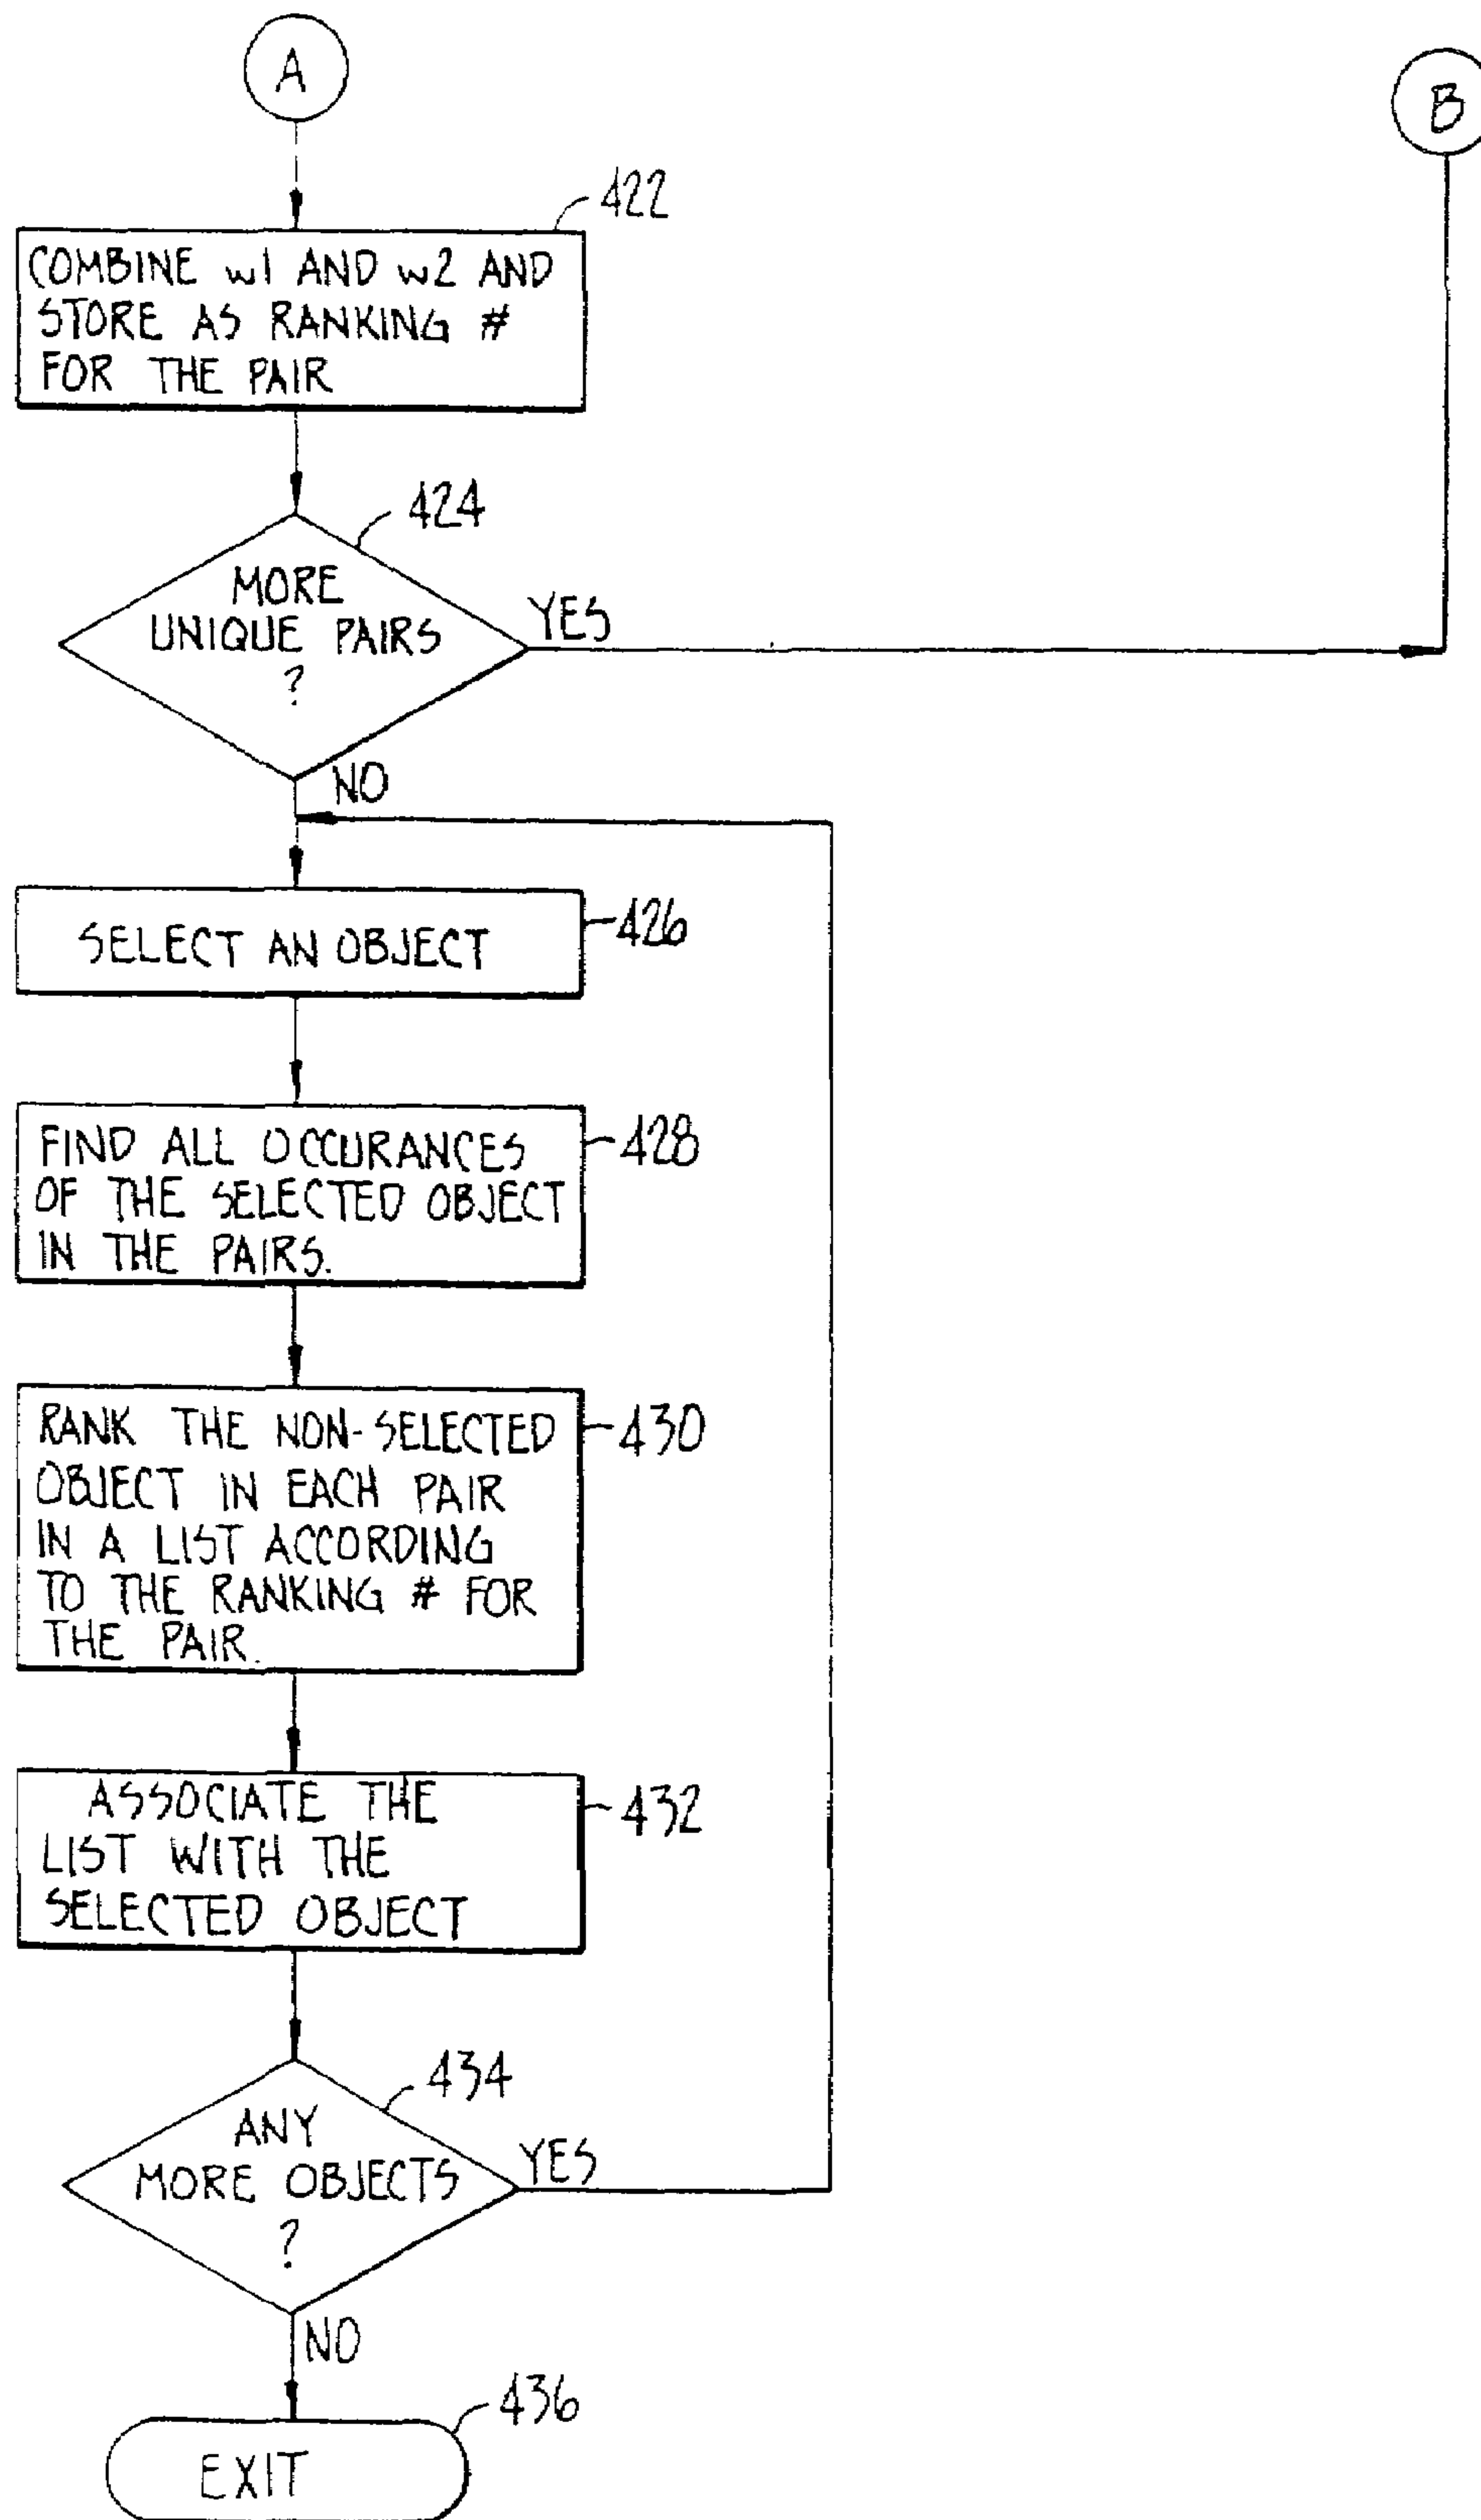 A
B
422
COMBINE w1 AND w2 AND
STORE AS RANKING #
FOR THE PAIR
424
MORE
UNIQUE PAIRS
?
YES
NO
SELECT AN OBJECT
426
FIND ALL OCCURANCES
OF THE SELECTED OBJECT
IN THE PAIRS.
428
RANK THE NON-SELECTED
OBJECT IN EACH PAIR
IN A LIST ACCORDING
TO THE RANKING # FOR
THE PAIR.
430
ASSOCIATE THE
LIST WITH THE
SELECTED OBJECT
432
434
ANY
MORE OBJECTS
?
YES
NO
436
EXIT